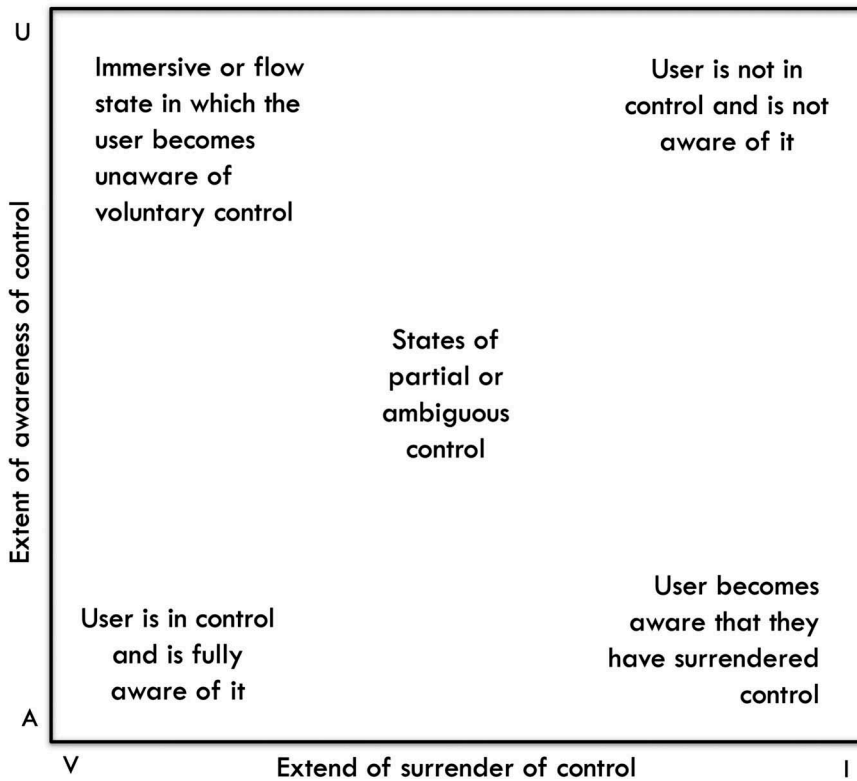 U
Immersive or flow
state in which the
user becomes
unaware of
voluntary control
User is not in
control and is not
aware of it
Extent of awareness of control
States of
partial or
ambiguous
control
User is in control
and is fully
aware of it
User becomes
aware that they
have surrendered
control
A
V
Extend of surrender of control
I